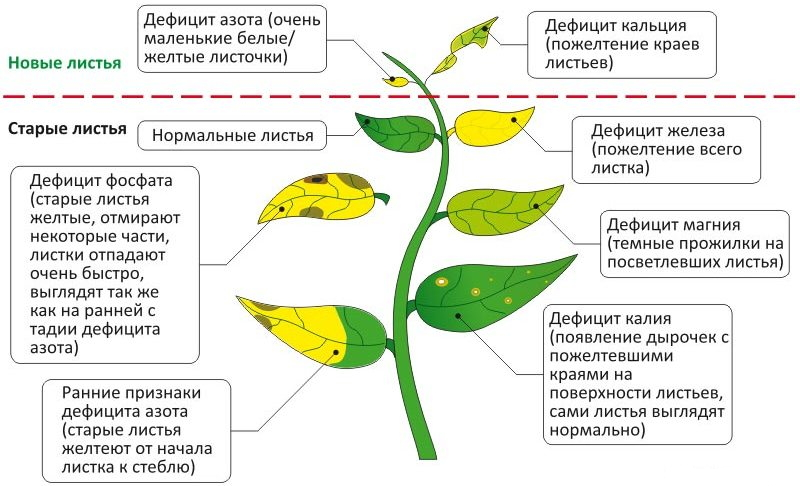 Дефицит азота (очень
маленькие белые/
желтые листочки)
Дефицит кальция
(пожелтение краев
листьев)
Новые листья
Старые листья
Нормальные листья
Дефицит железа
(пожелтение всего
листка)
Дефицит фосфата
(старые листья
желтые, отмирают
некоторые части,
листки отпадают
очень быстро,
выглядят так же
как на ранней с
тадии дефицита
азота)
Дефицит магния
(темные прожилки на
посветлевших листья)
Дефицит калия
(появление дырочек с
пожелтевшими
краями на
поверхности листьев,
сами листья выглядят
нормально)
Ранние признаки
дефицита азота
(старые листья
желтеют от начала
листка к стеблю)